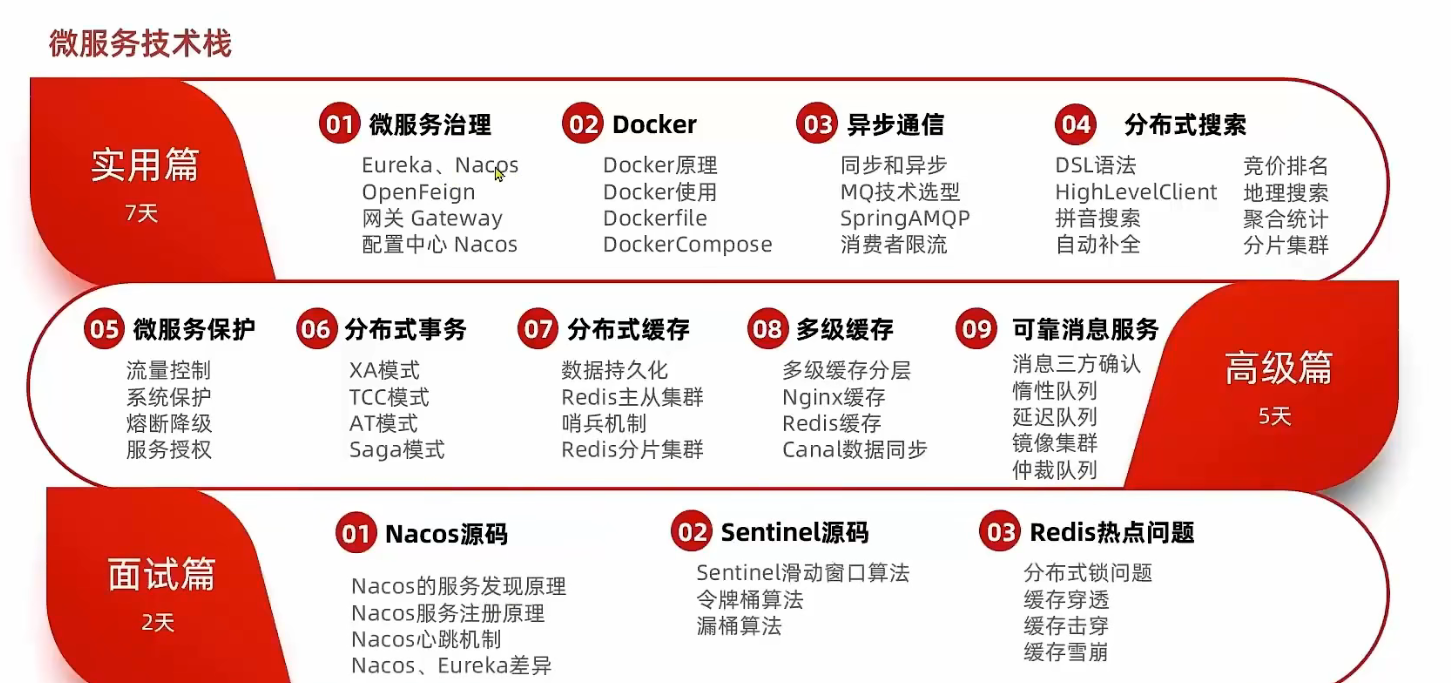 微服务技术栈
实用篇
7天
01 微服务治理
Eureka、Nacos
OpenFeign
网关 Gateway
配置中心 Nacos
02 Docker
Docker原理
Docker使用
Dockerfile
DockerCompose
03 异步通信
同步和异步
MQ技术选型
SpringAMQP
消费者限流
04 分布式搜索
DSL语法
HighLevelClient
拼音搜索
自动补全
竞价排名
地理搜索
聚合统计
分片集群
05 微服务保护
流量控制
系统保护
熔断降级
服务授权
06 分布式事务
XA模式
TCC模式
AT模式
Saga模式
07 分布式缓存
数据持久化
Redis主从集群
哨兵机制
Redis分片集群
08 多级缓存
多级缓存分层
Nginx缓存
Redis缓存
Canal数据同步
09 可靠消息服务
消息三方确认
惰性队列
延迟队列
镜像集群
仲裁队列
高级篇
5天
面试篇
2天
01 Nacos源码
Nacos的服务发现原理
Nacos服务注册原理
Nacos心跳机制
Nacos、Eureka差异
02 Sentinel源码
Sentinel滑动窗口算法
令牌桶算法
漏桶算法
03 Redis热点问题
分布式锁问题
缓存穿透
缓存击穿
缓存雪崩